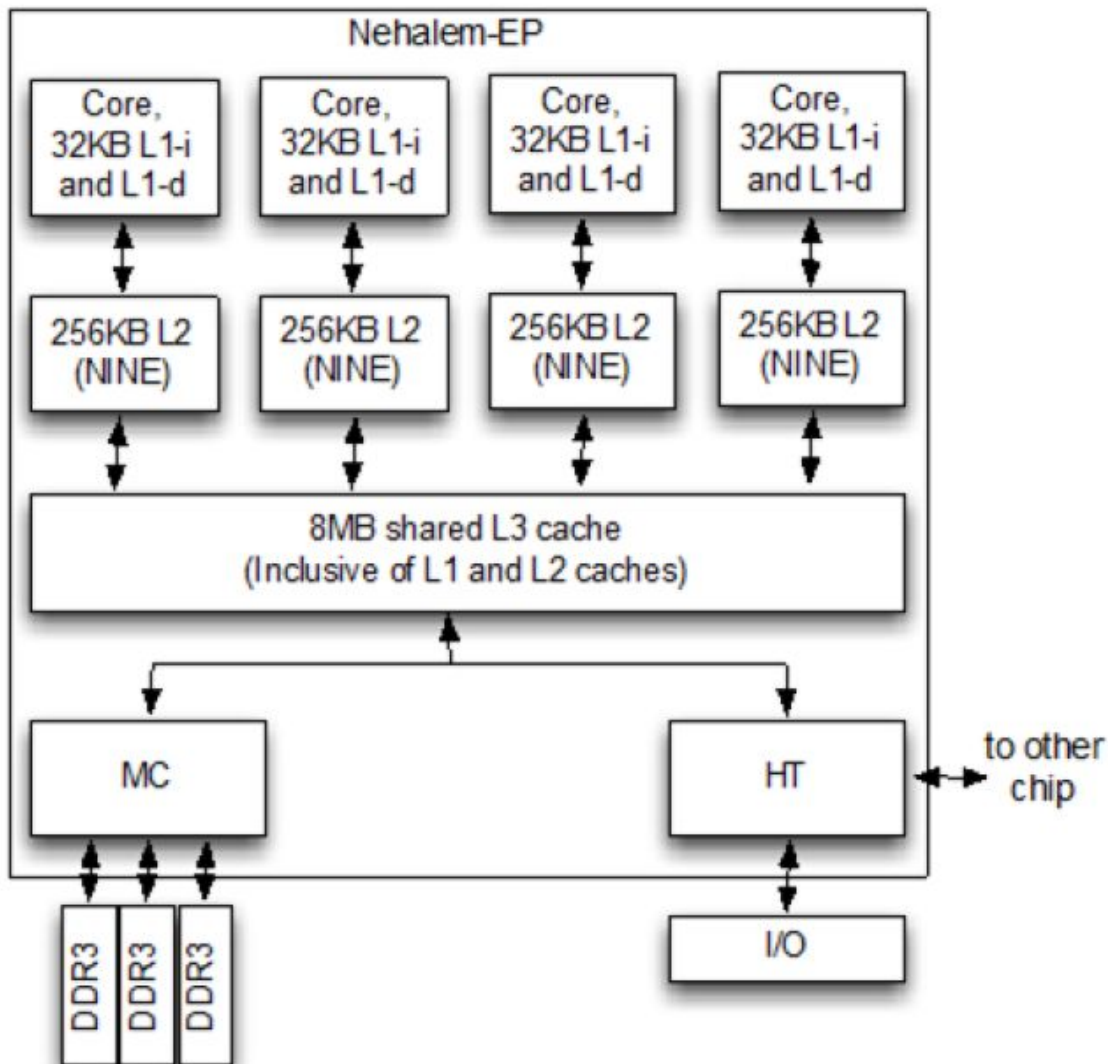 Nehalem-EP
Core,
32KB L1-i
and L1-d
Core,
32KB L1-i
and L1-d
Core,
32KB L1-i
and L1-d
Core,
32KB L1-i
and L1-d
256KB L2
(NINE)
256KB L2
(NINE)
256KB L2
(NINE)
256KB L2
(NINE)
8MB shared L3 cache
(Inclusive of L1 and L2 caches)
MC
HT
to other
chip
DDR3
DDR3
DDR3
I/O